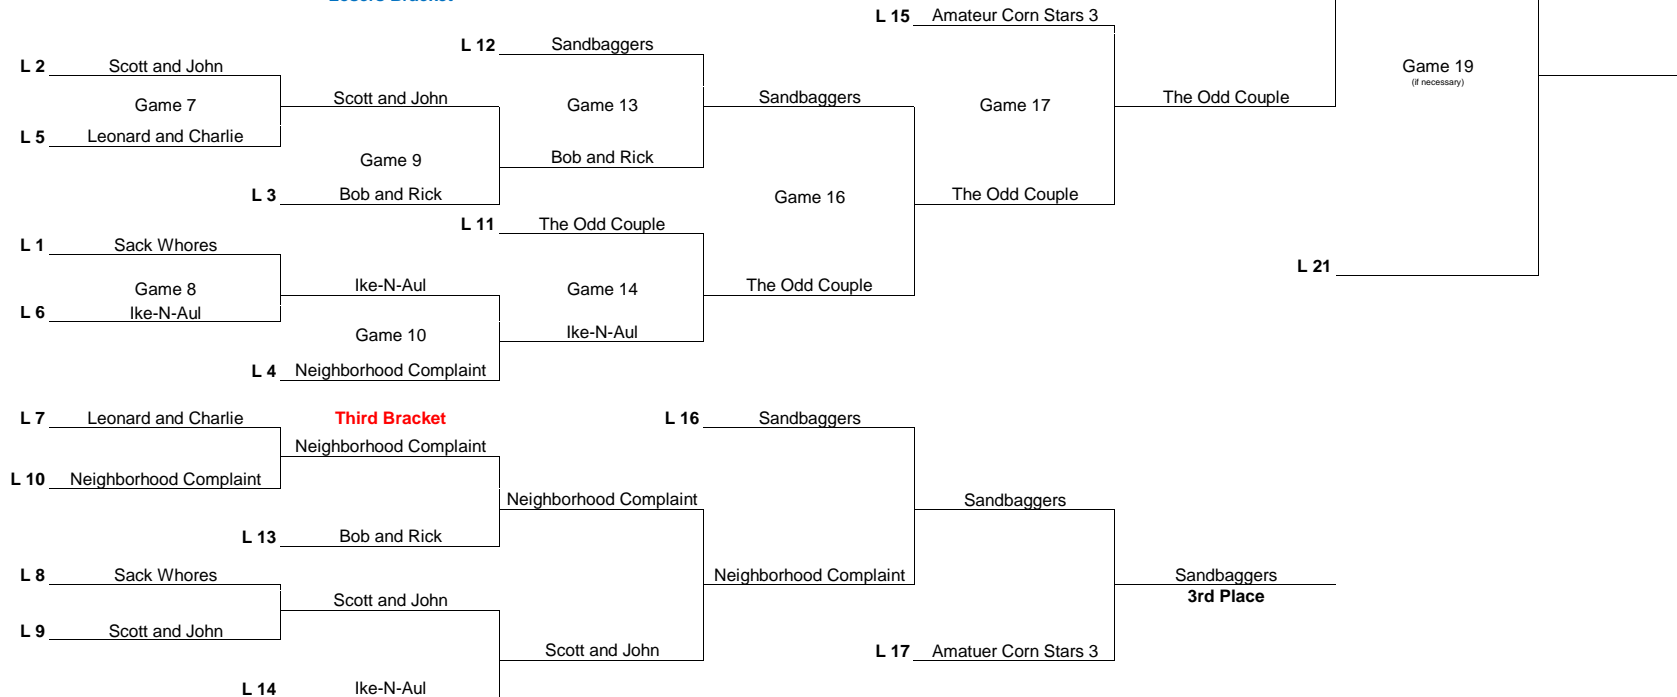 Losers Bracket
L 15 Amateur Corn Stars 3
L 12 Sandbaggers
L 2 Scott and John
Game 19
(if necessary)
Game 7
Scott and John
Game 13
Sandbaggers
Game 17
The Odd Couple
L 5 Leonard and Charlie
Game 9
Bob and Rick
L 3 Bob and Rick
Game 16
The Odd Couple
L 11 The Odd Couple
L 1 Sack Whores
L 21
Game 8
Ike-N-Aul
Game 14
The Odd Couple
L 6 Ike-N-Aul
Game 10
Ike-N-Aul
L 4 Neighborhood Complaint
L 7 Leonard and Charlie
Third Bracket
L 16 Sandbaggers
Neighborhood Complaint
L 10 Neighborhood Complaint
Neighborhood Complaint
Sandbaggers
L 13 Bob and Rick
L 8 Sack Whores
Neighborhood Complaint
Sandbaggers
3rd Place
Scott and John
L 9 Scott and John
Scott and John
L 17 Amatuer Corn Stars 3
L 14 Ike-N-Aul